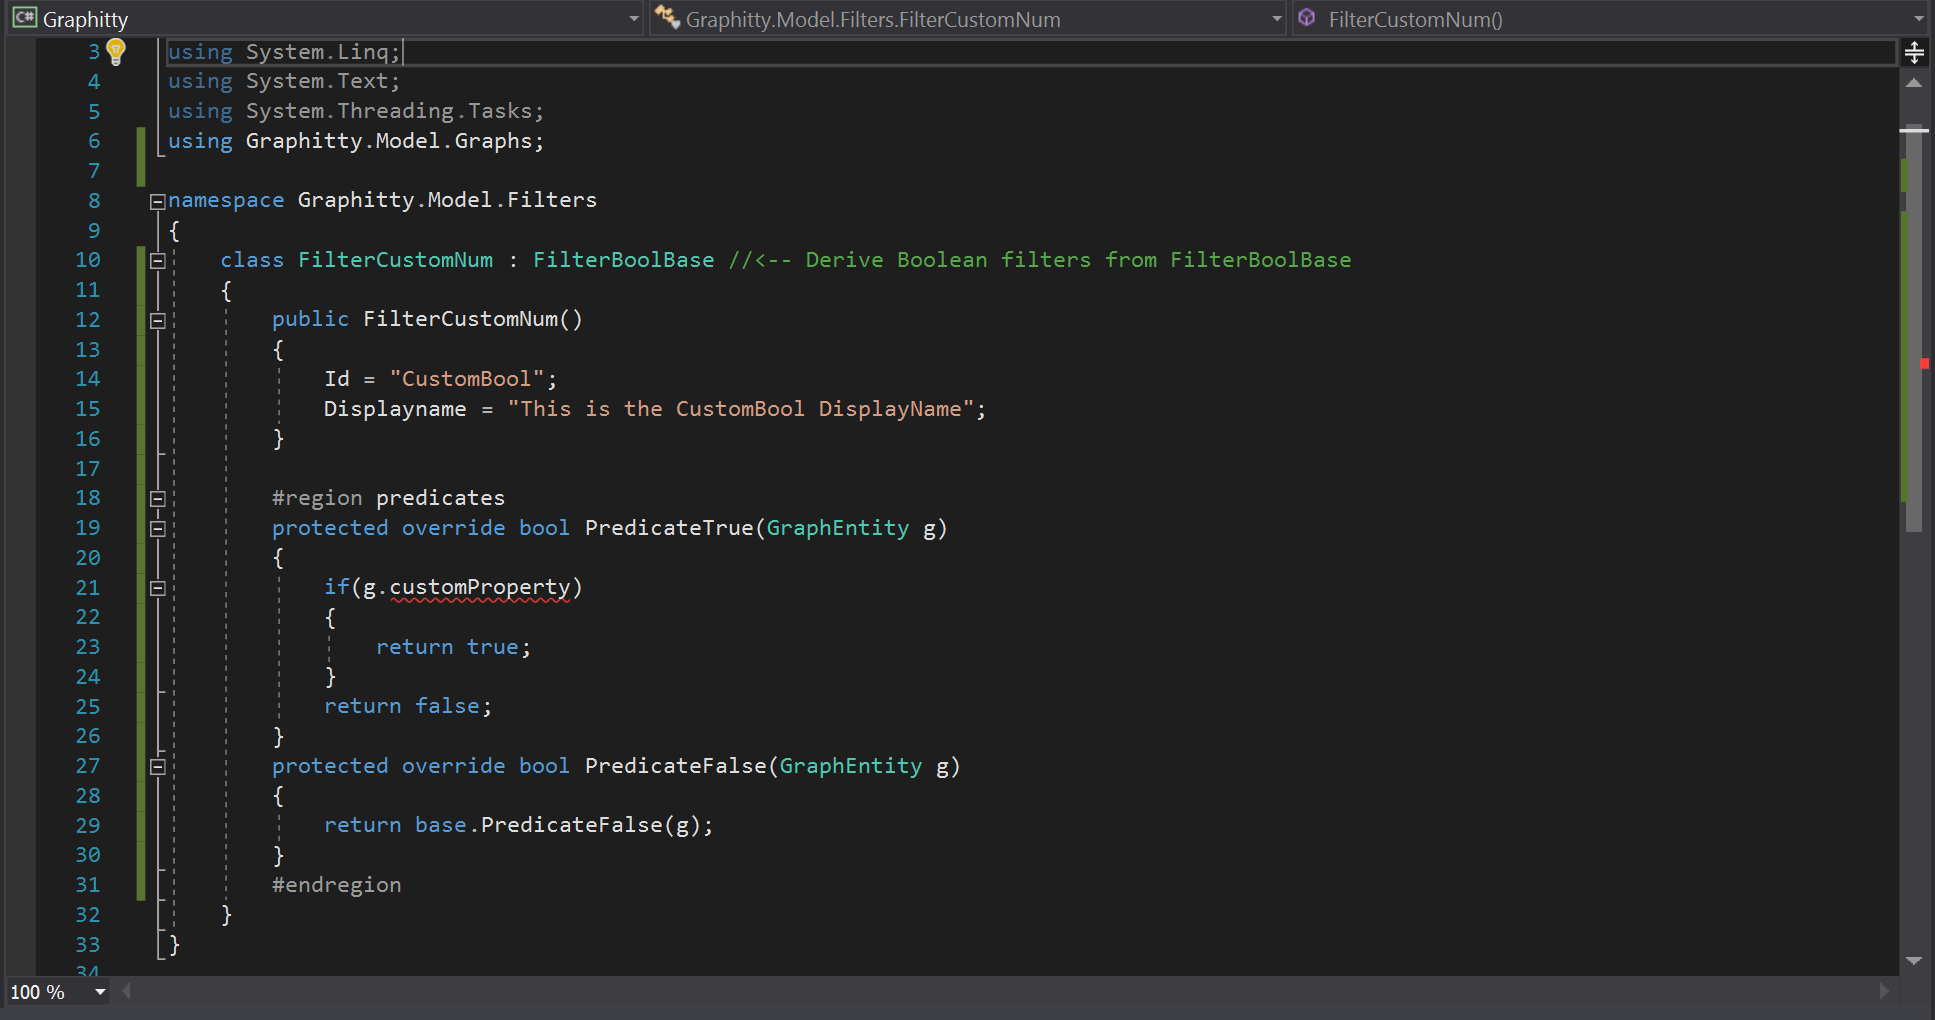 C# Graphitty
Graphitty.Model.Filters.FilterCustomNum
FilterCustomNum()
3 using System.Linq;
4 using System.Text;
5 using System.Threading.Tasks;
6 using Graphitty.Model.Graphs;
7
8 namespace Graphitty.Model.Filters
9 {
10 class FilterCustomNum : FilterBoolBase //<-- Derive Boolean filters from FilterBoolBase
11 {
12 public FilterCustomNum()
13 {
14 Id = "CustomBool";
15 Displayname = "This is the CustomBool DisplayName";
16 }
17
18 #region predicates
19 protected override bool PredicateTrue(GraphEntity g)
20 {
21 if(g.customProperty)
22 {
23 return true;
24 }
25 return false;
26 }
27 protected override bool PredicateFalse(GraphEntity g)
28 {
29 return base.PredicateFalse(g);
30 }
31 #endregion
32 }
33 }
34
100 %